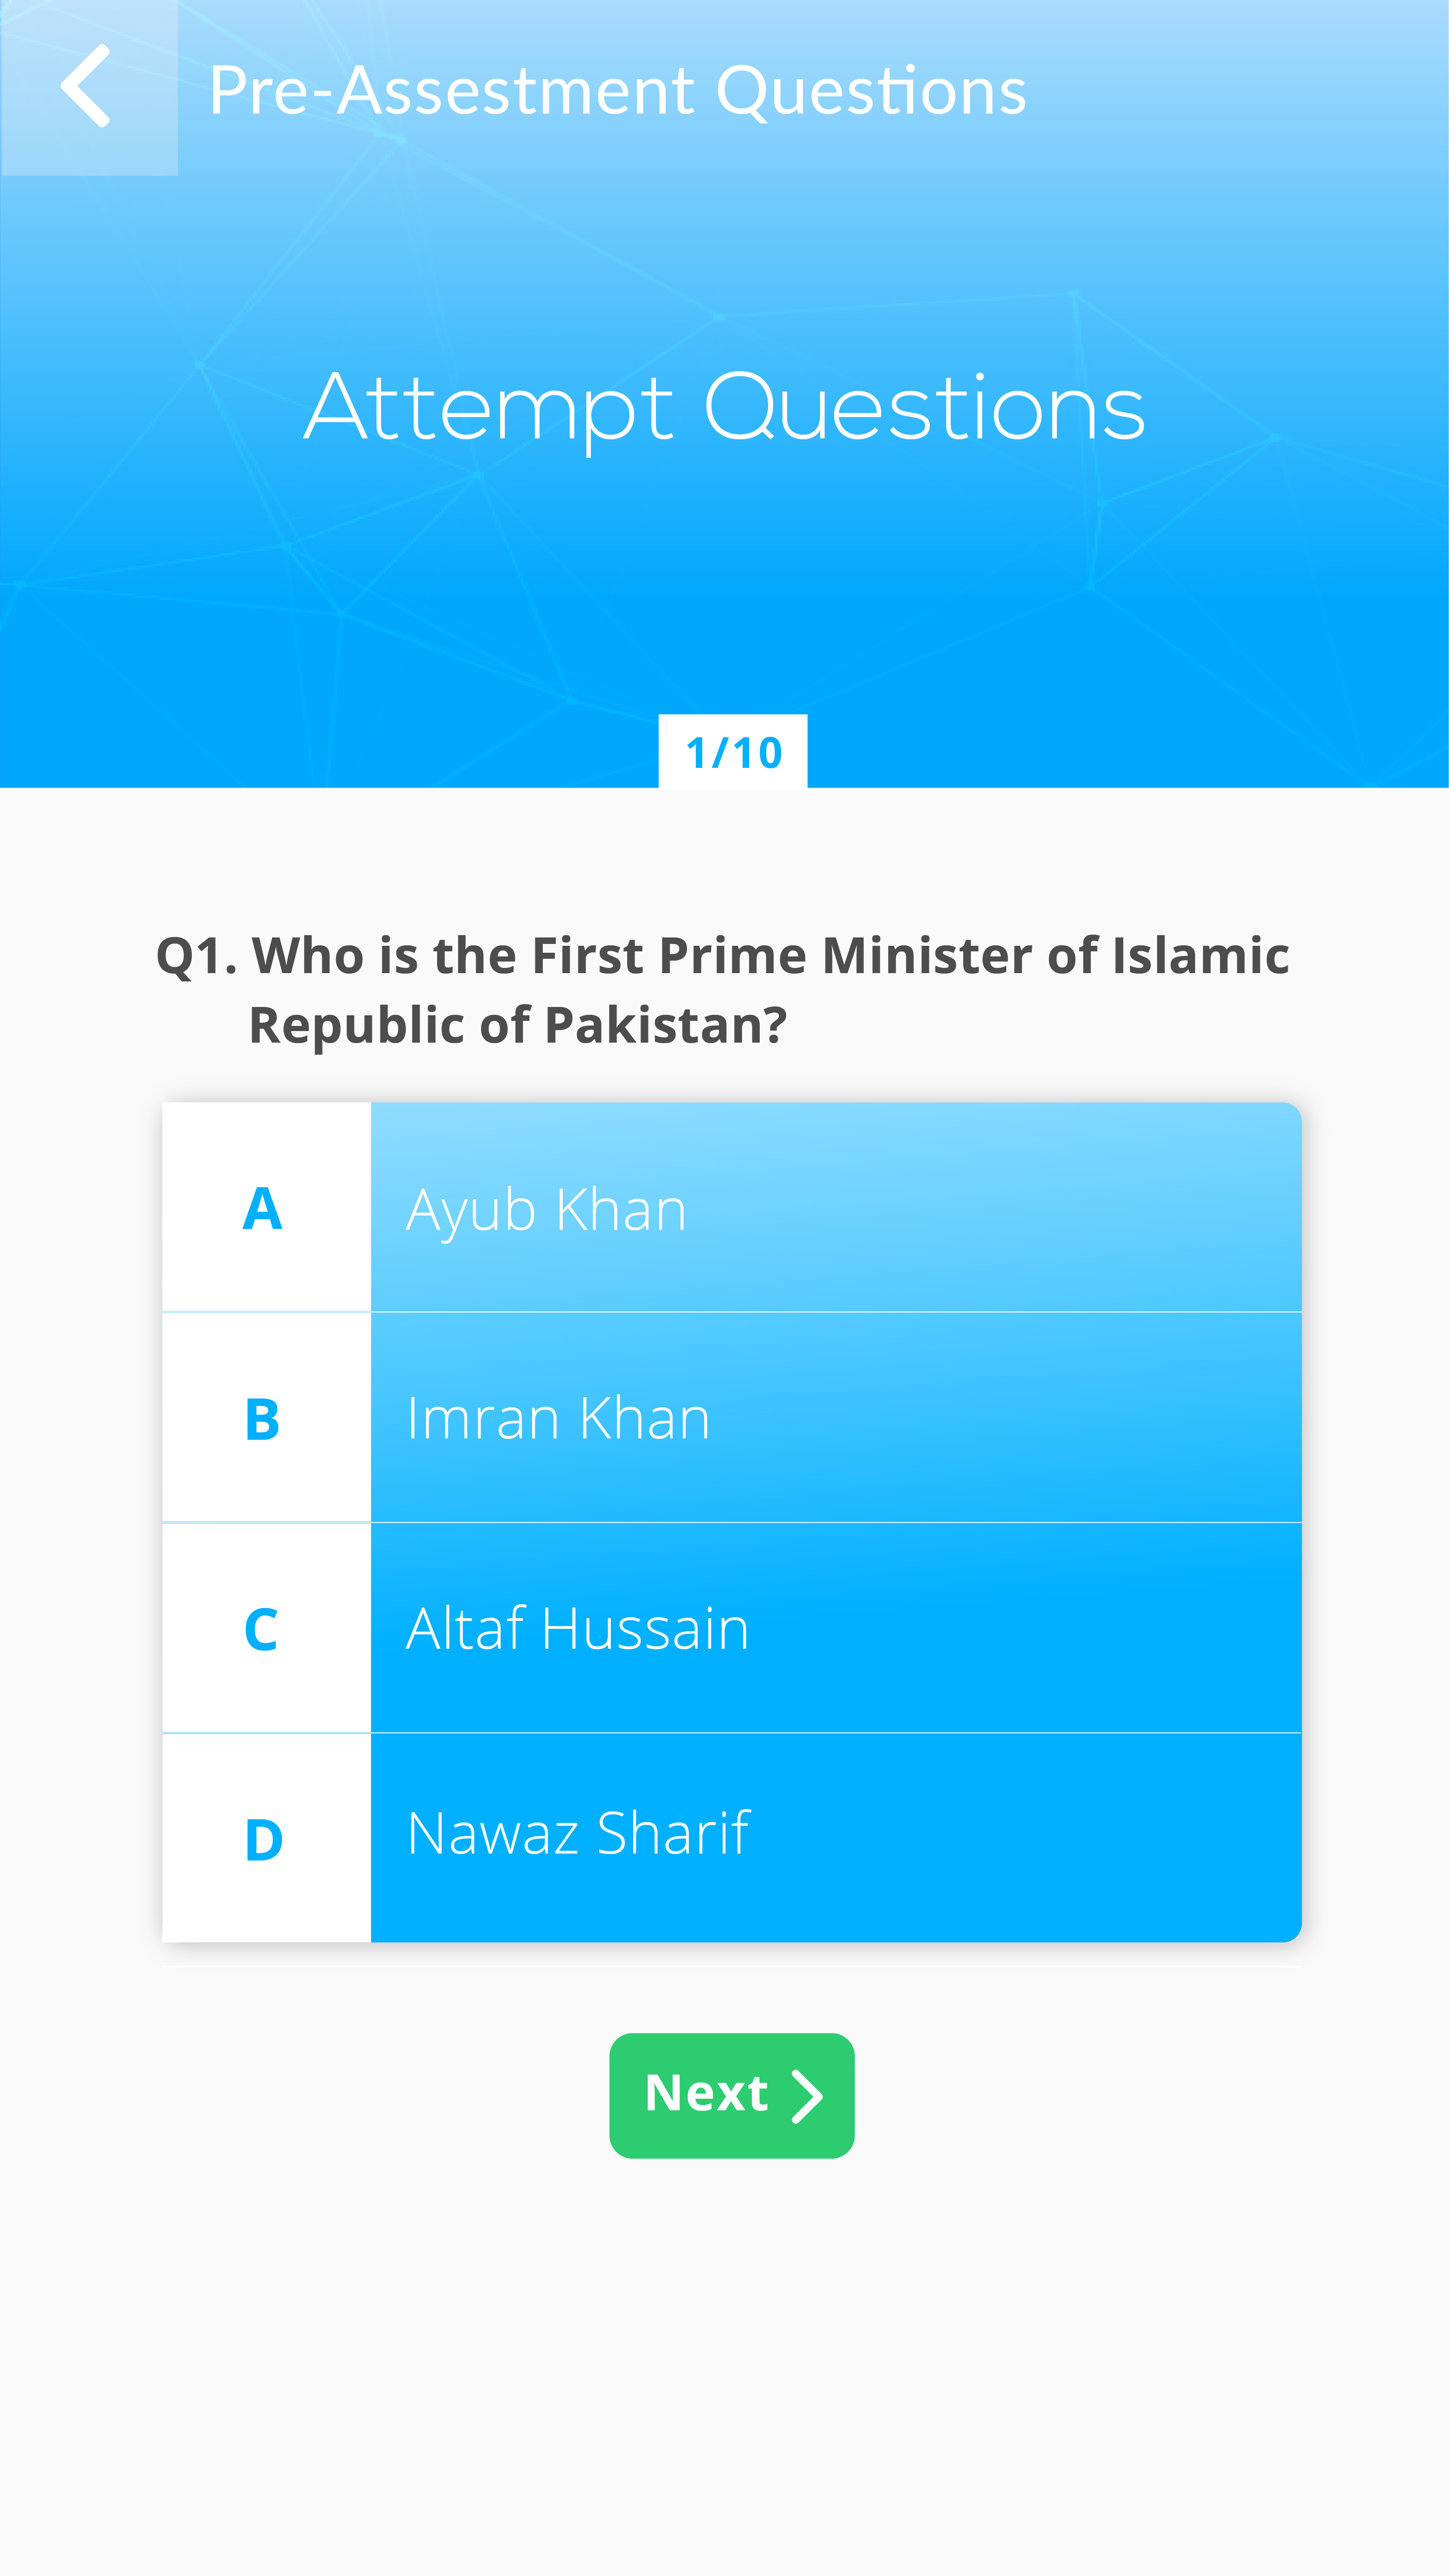 Pre-Assestment Questions
Attempt Questions
1/10
Q1. Who is the First Prime Minister of Islamic
Republic of Pakistan?
A Ayub Khan
B Imran Khan
C Altaf Hussain
D Nawaz Sharif
Next